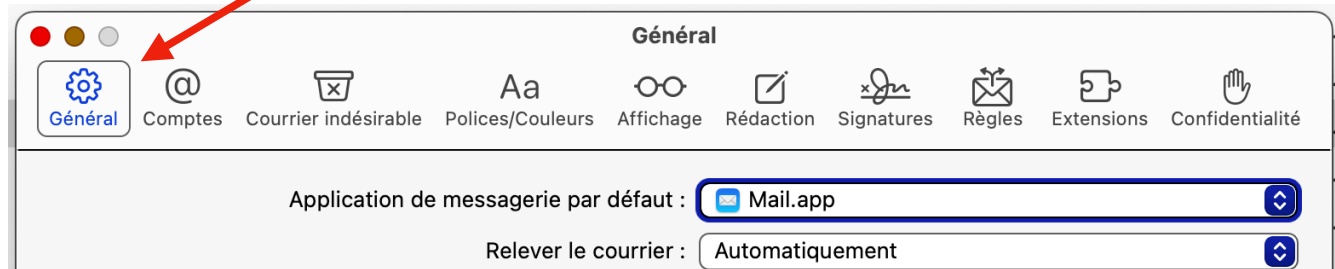 Général
Général Comptes Courrier indésirable Polices/Couleurs Affichage Rédaction Signatures Règles Extensions Confidentialité
Application de messagerie par défaut : Mail.app
Relever le courrier : Automatiquement